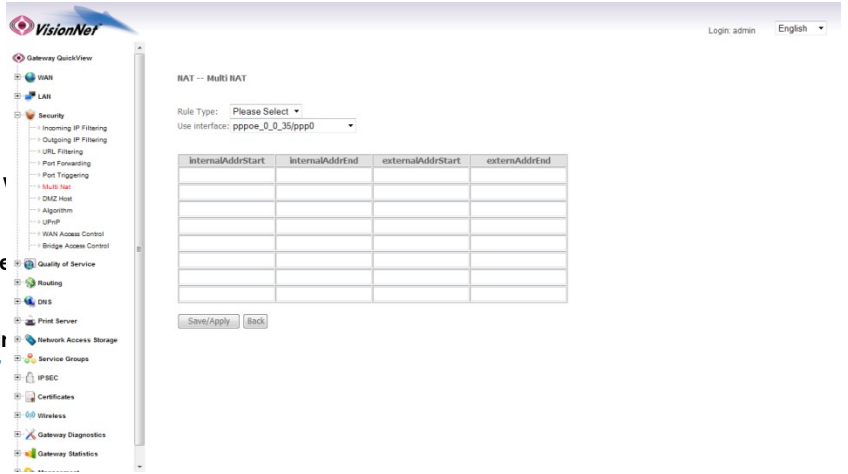 VisionNet
Login: admin
English
Gateway QuickView
WAN
LAN
Security
Incoming IP Filtering
Outgoing IP Filtering
URL Filtering
Port Forwarding
Port Triggering
Multi Nat
DMZ Host
Algorithm
UPnP
WAN Access Control
Bridge Access Control
Quality of Service
Routing
DNS
Print Server
Network Access Storage
Service Groups
IPSEC
Certificates
Wireless
Gateway Diagnostics
Gateway Statistics
Management
NAT -- Multi NAT
Rule Type: Please Select
Use interface: pppoe_0_0_35/ppp0
internalAddrStart internalAddrEnd externalAddrStart externAddrEnd
Save/Apply Back